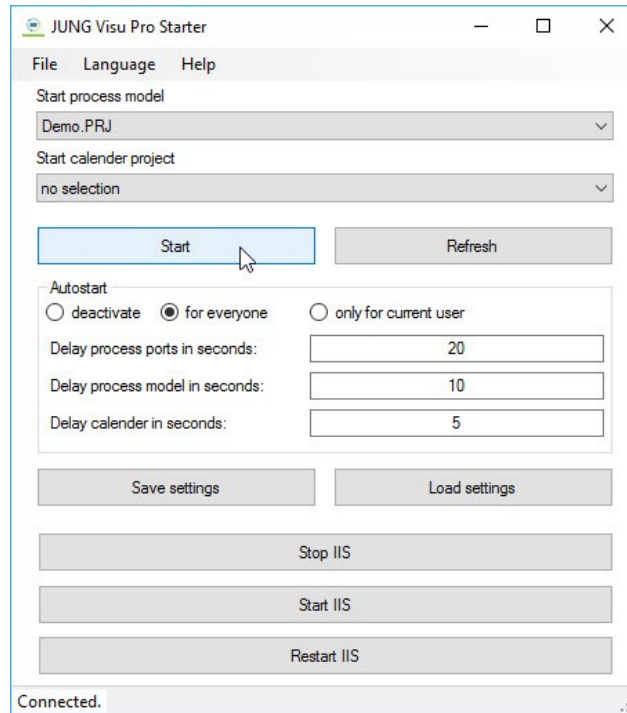 JUNG Visu Pro Starter
File Language Help
Start process model
Demo.PRJ
Start calender project
no selection
Start Refresh
Autostart
deactivate for everyone only for current user
Delay process ports in seconds: 20
Delay process model in seconds: 10
Delay calender in seconds: 5
Save settings Load settings
Stop IIS
Start IIS
Restart IIS
Connected.